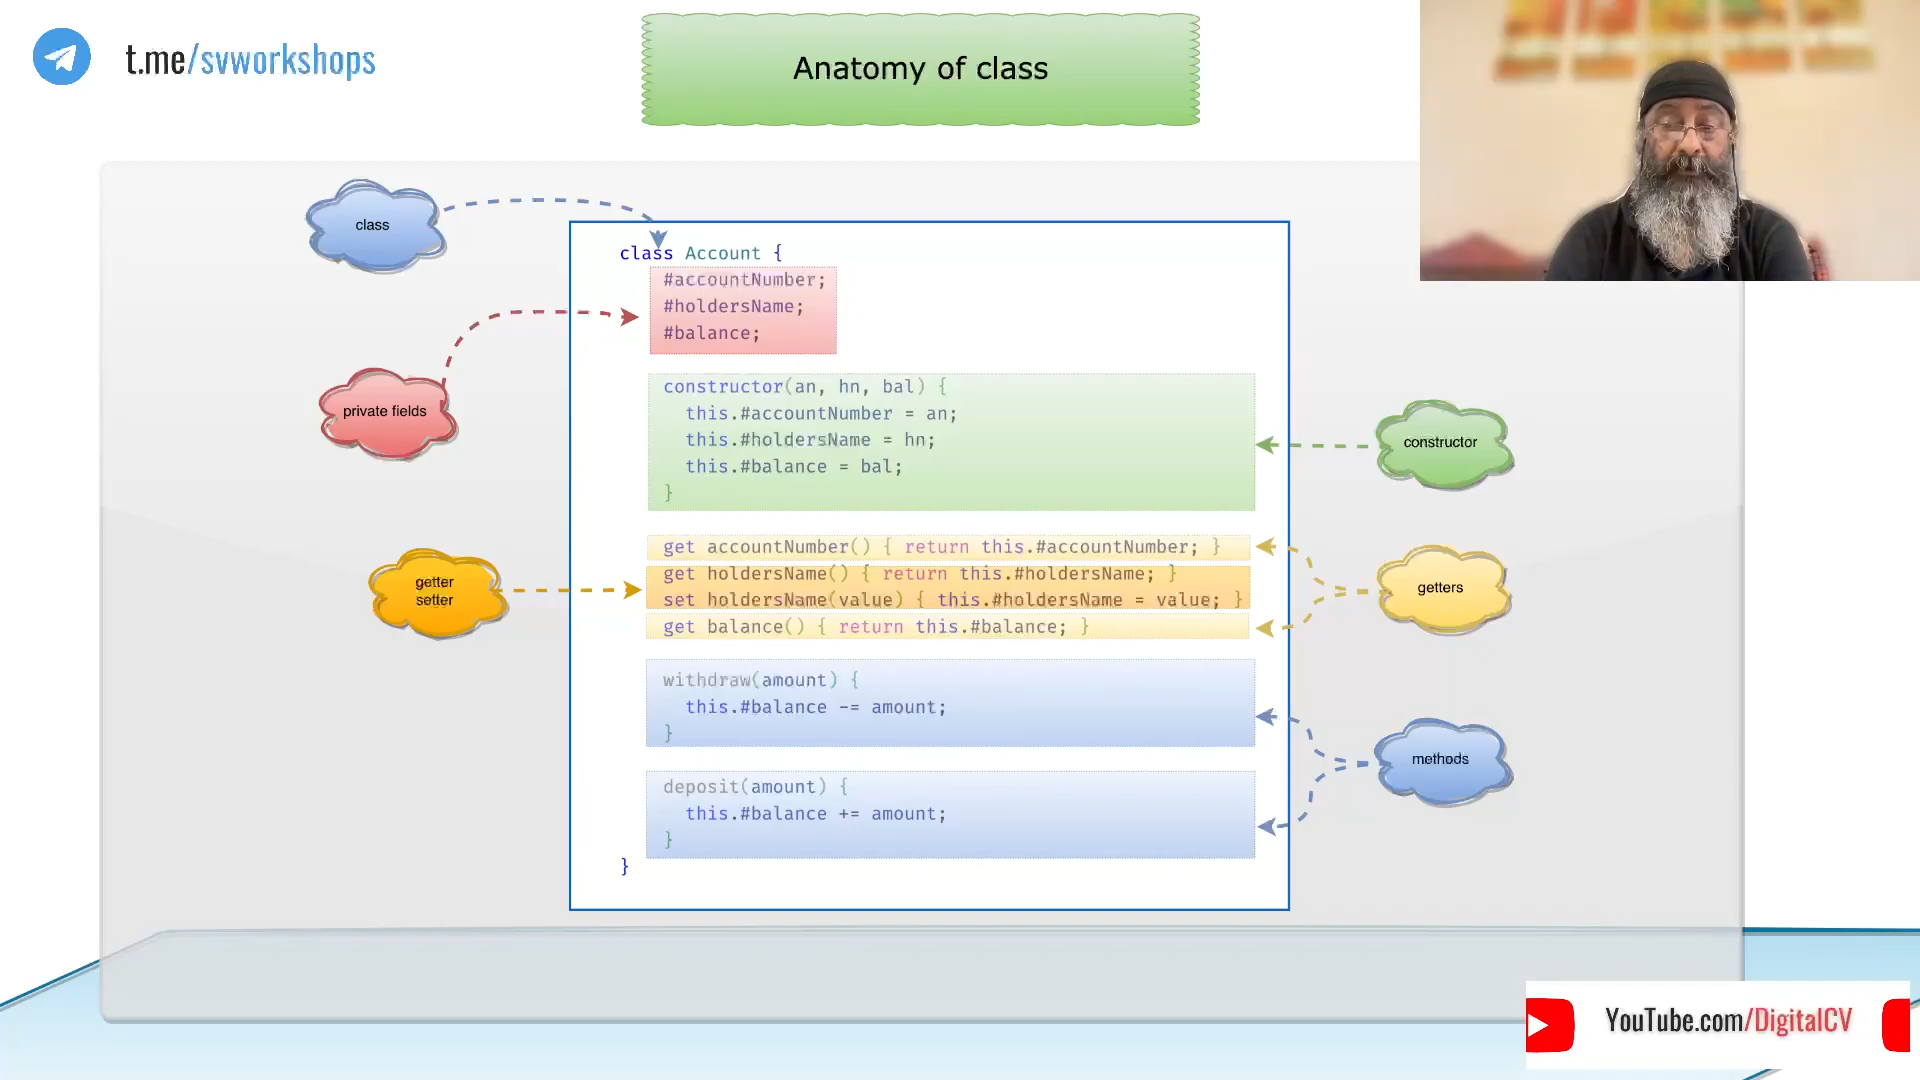 t.me/svworkshops
Anatomy of class
class
private fields
getter
setter
class Account {
#accountNumber;
#holdersName;
#balance;
constructor(an, hn, bal) {
this.#accountNumber = an;
this.#holdersName = hn;
this.#balance = bal;
}
get accountNumber() { return this.#accountNumber; }
get holdersName() { return this.#holdersName; }
set holdersName(value) { this.#holdersName = value; }
get balance() { return this.#balance; }
withdraw(amount) {
this.#balance -= amount;
}
deposit(amount) {
this.#balance += amount;
}
}
constructor
getters
methods
YouTube.com/DigitalCV